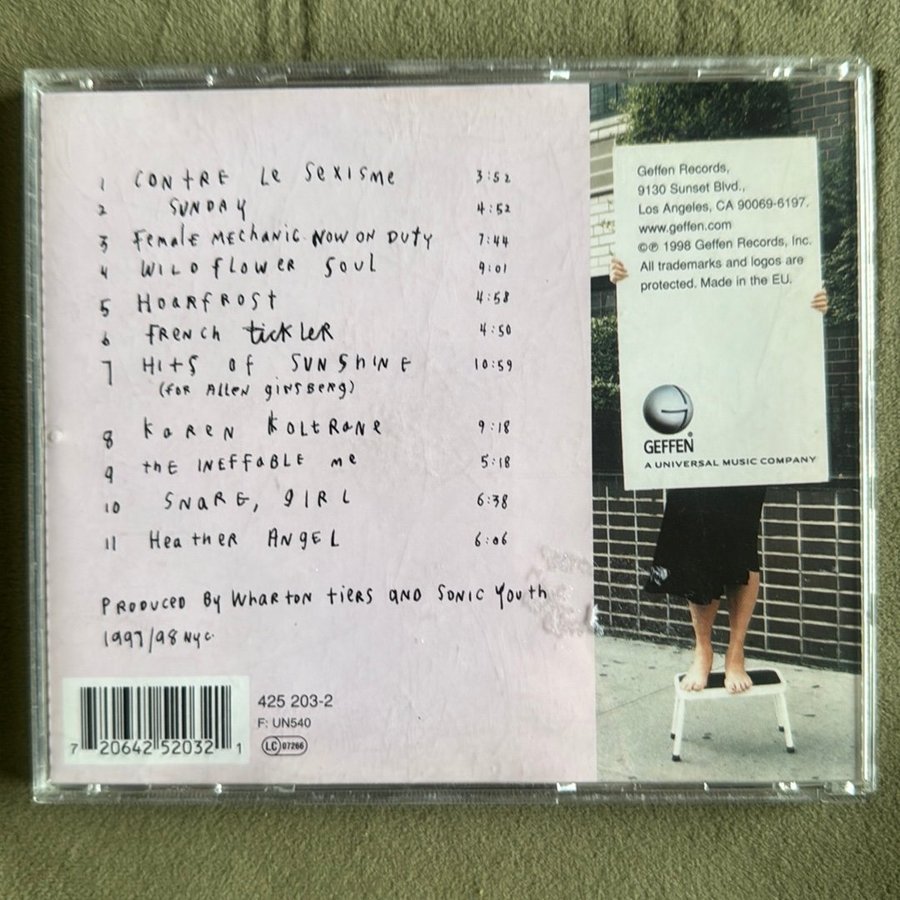 1 CONTRE LE SEXISME 3:52
2 SUNDAY 4:52
3 FEMALE MECHANIC NOW ON DUTY 7:44
4 WILDFLOWER SOUL 9:01
5 HOARFROST 4:58
6 FRENCH TICKLER 4:50
7 HITS OF SUNSHINE 10:59
(FOR ALLEN GINSBERG)
8 KAREN KOLTRANE 9:18
9 THE INEFFABLE ME 5:18
10 SNARE, GIRL 6:38
11 HEATHER ANGEL 6:06
PRODUCED BY WHARTON TIERS AND SONIC YOUTH
1997/98 NYC.
7 20642 52032 1
425 203-2
F: UN540
LC 07266
Geffen Records,
9130 Sunset Blvd.,
Los Angeles, CA 90069-6197.
www.geffen.com
©℗ 1998 Geffen Records, Inc.
All trademarks and logos are
protected. Made in the EU.
GEFFEN®
A UNIVERSAL MUSIC COMPANY